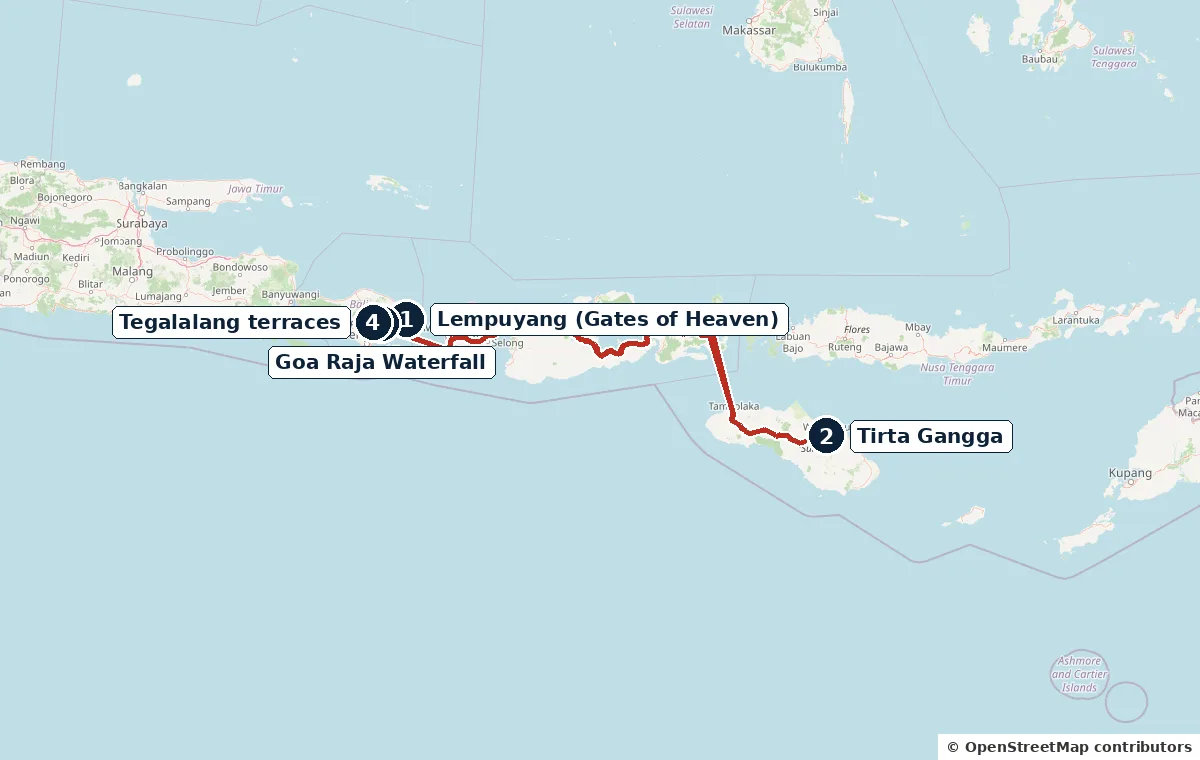 Sulawesi
Selatan
Sinjai
Makassar
Bulukumba
Baubau
Sulawesi
Tenggara
Rembang
Blora
Bojonegoro
Bangkalan
Sampang
Jawa Timur
Ngawi
Surabaya
Jombang
Madiun
Kediri
Probolinggo
Bondowoso
Ponorogo
Malang
Blitar
Lumajang
Jember
Banyuwangi
Bali
4
1
Tegalalang terraces
Lempuyang (Gates of Heaven)
Goa Raja Waterfall
Selong
Labuan
Bajo
Flores
Ruteng
Bajawa
Mbay
Maumere
Larantuka
Nusa Tenggara
Timur
2
Tirta Gangga
Kupang
Ashmore
and Cartier
Islands
© OpenStreetMap contributors